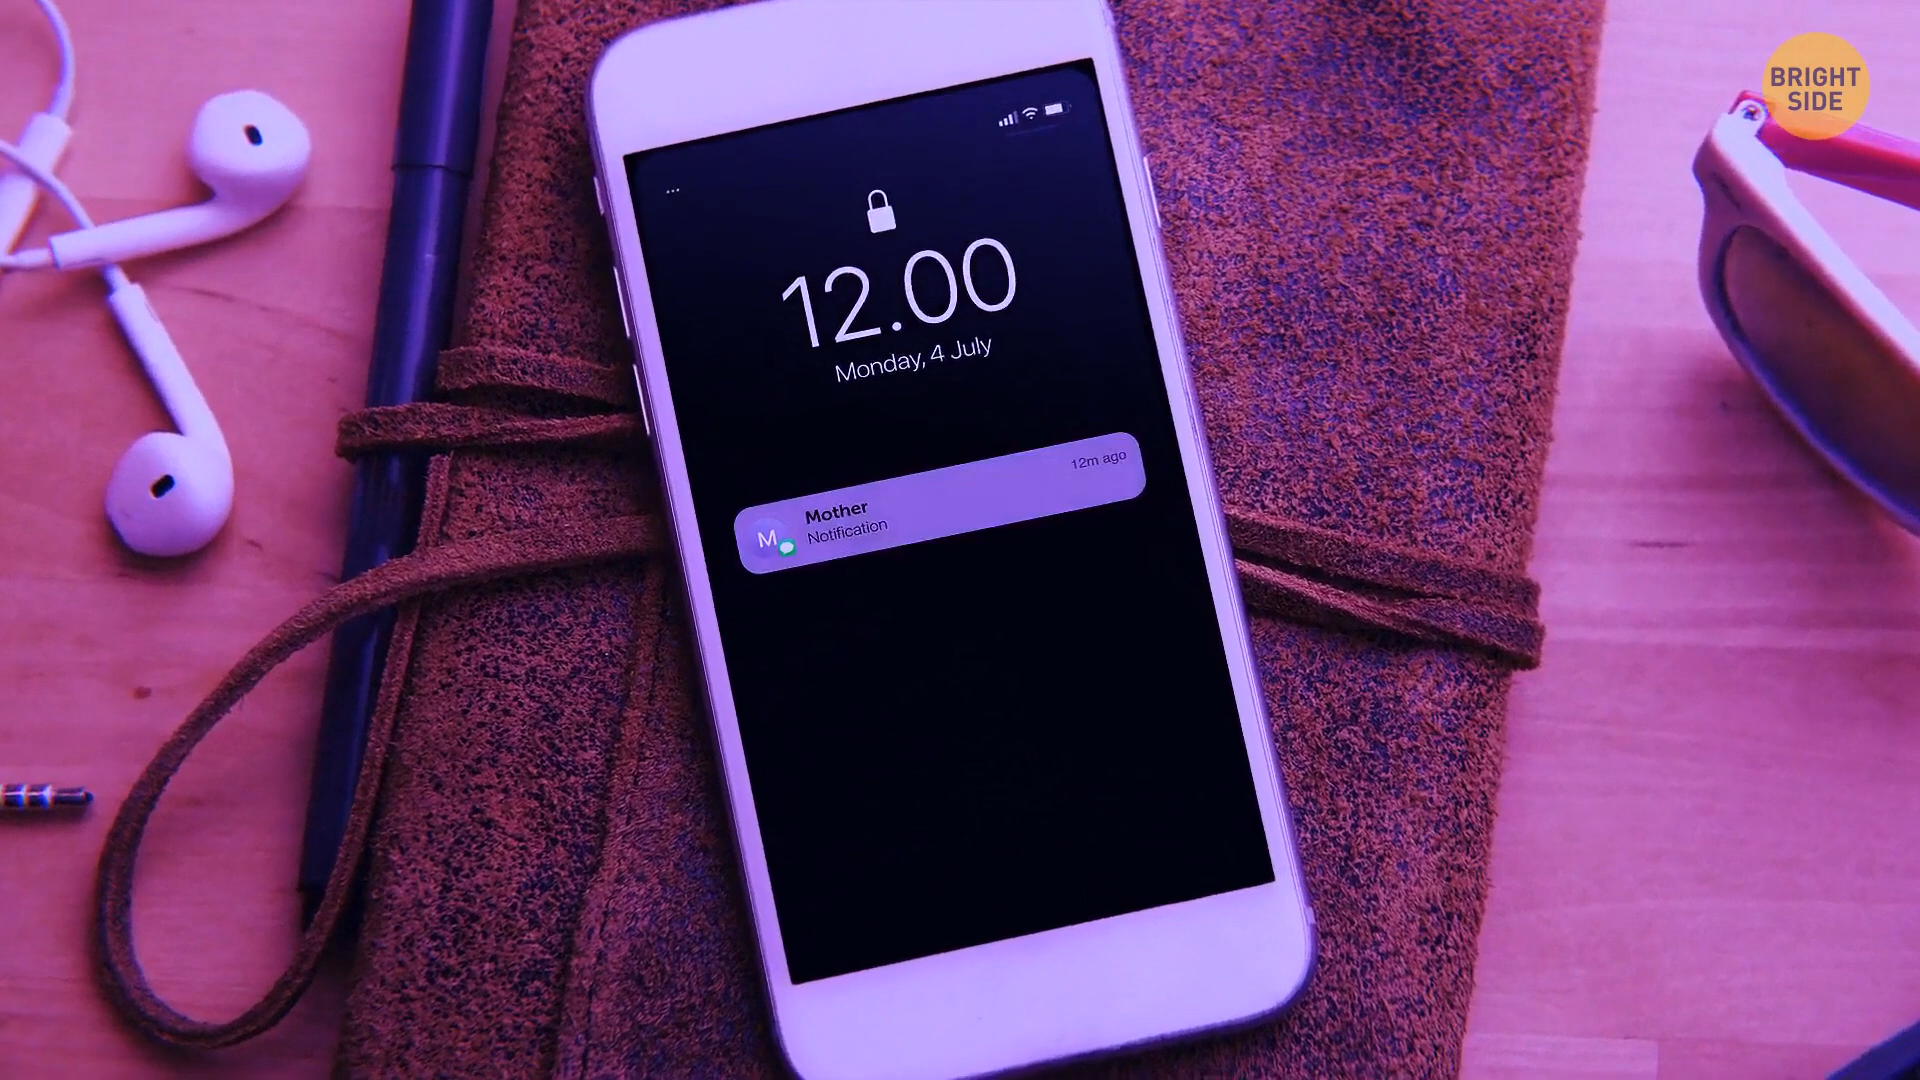 BRIGHT
SIDE
...
12.00
Monday, 4 July
12m ago
Mother
M
Notification